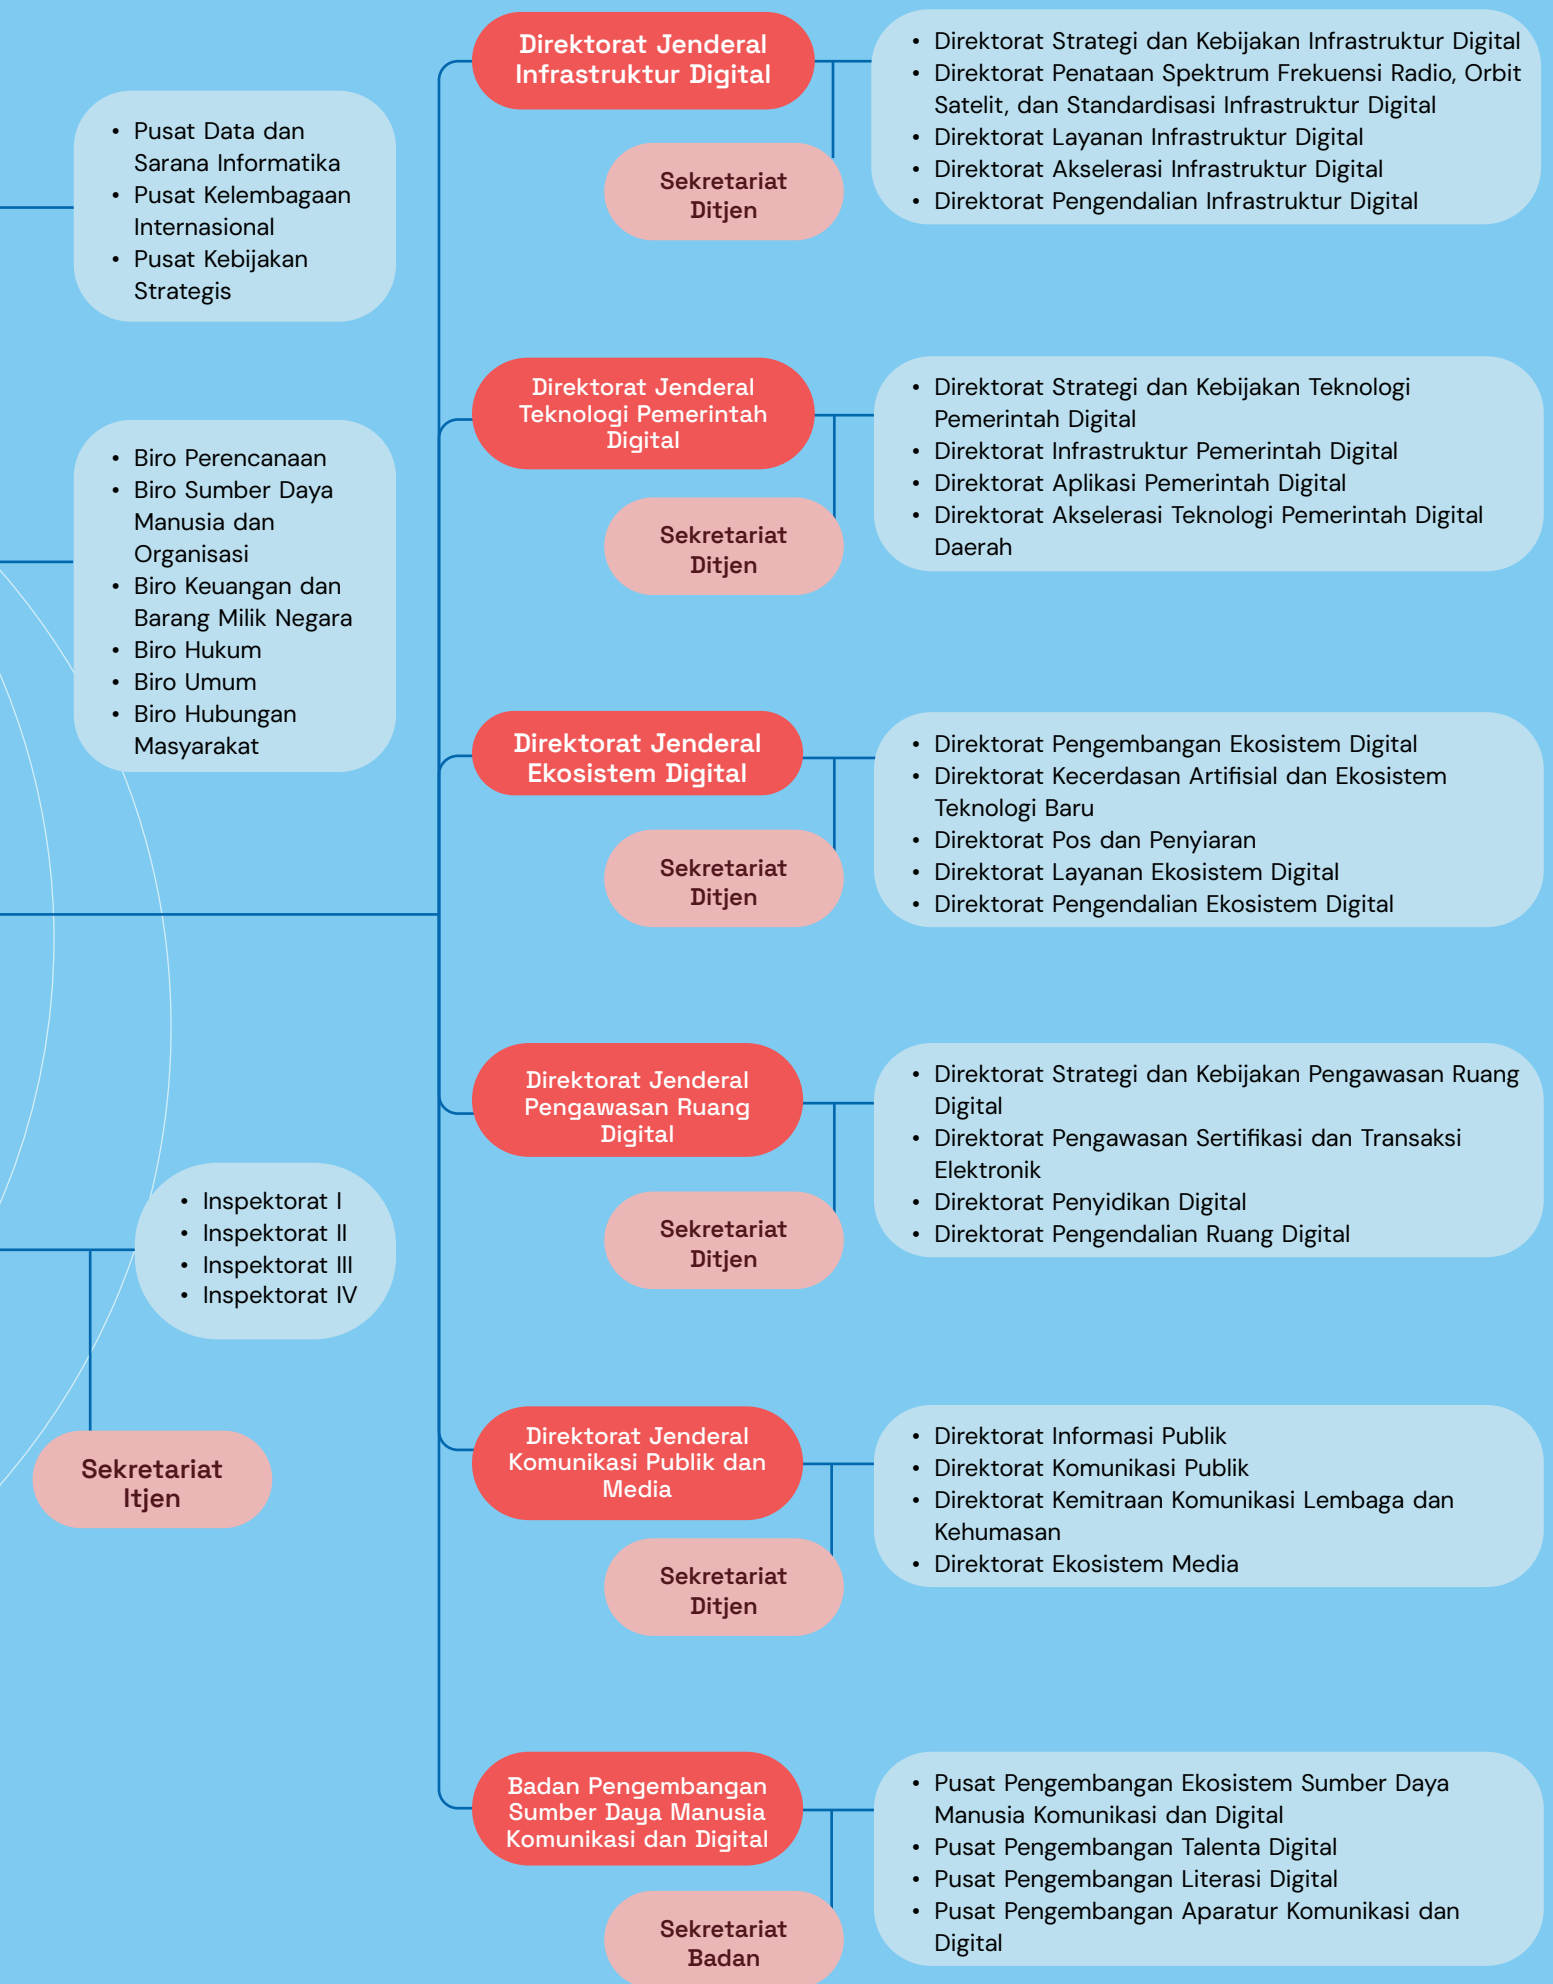 • Pusat Data dan
Sarana Informatika
• Pusat Kelembagaan
Internasional
• Pusat Kebijakan
Strategis
• Biro Perencanaan
• Biro Sumber Daya
Manusia dan
Organisasi
• Biro Keuangan dan
Barang Milik Negara
• Biro Hukum
• Biro Umum
• Biro Hubungan
Masyarakat
• Inspektorat I
• Inspektorat II
• Inspektorat III
• Inspektorat IV
Sekretariat
Itjen
Direktorat Jenderal
Infrastruktur Digital
Sekretariat
Ditjen
• Direktorat Strategi dan Kebijakan Infrastruktur Digital
• Direktorat Penataan Spektrum Frekuensi Radio, Orbit
Satelit, dan Standardisasi Infrastruktur Digital
• Direktorat Layanan Infrastruktur Digital
• Direktorat Akselerasi Infrastruktur Digital
• Direktorat Pengendalian Infrastruktur Digital
Direktorat Jenderal
Teknologi Pemerintah
Digital
Sekretariat
Ditjen
• Direktorat Strategi dan Kebijakan Teknologi
Pemerintah Digital
• Direktorat Infrastruktur Pemerintah Digital
• Direktorat Aplikasi Pemerintah Digital
• Direktorat Akselerasi Teknologi Pemerintah Digital
Daerah
Direktorat Jenderal
Ekosistem Digital
Sekretariat
Ditjen
• Direktorat Pengembangan Ekosistem Digital
• Direktorat Kecerdasan Artifisial dan Ekosistem
Teknologi Baru
• Direktorat Pos dan Penyiaran
• Direktorat Layanan Ekosistem Digital
• Direktorat Pengendalian Ekosistem Digital
Direktorat Jenderal
Pengawasan Ruang
Digital
Sekretariat
Ditjen
• Direktorat Strategi dan Kebijakan Pengawasan Ruang
Digital
• Direktorat Pengawasan Sertifikasi dan Transaksi
Elektronik
• Direktorat Penyidikan Digital
• Direktorat Pengendalian Ruang Digital
Direktorat Jenderal
Komunikasi Publik dan
Media
Sekretariat
Ditjen
• Direktorat Informasi Publik
• Direktorat Komunikasi Publik
• Direktorat Kemitraan Komunikasi Lembaga dan
Kehumasan
• Direktorat Ekosistem Media
Badan Pengembangan
Sumber Daya Manusia
Komunikasi dan Digital
Sekretariat
Badan
• Pusat Pengembangan Ekosistem Sumber Daya
Manusia Komunikasi dan Digital
• Pusat Pengembangan Talenta Digital
• Pusat Pengembangan Literasi Digital
• Pusat Pengembangan Aparatur Komunikasi dan
Digital